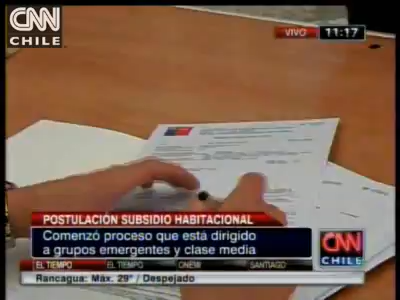 CNN
CHILE
VIVO
11:17
POSTULACIÓN SUBSIDIO HABITACIONAL
Comenzó proceso que está dirigido
a grupos emergentes y clase media
CNN
CHILE
EL TIEMPO EL TIEMPO ONEMI SANTIAGO
Rancagua: Máx. 29° / Despejado